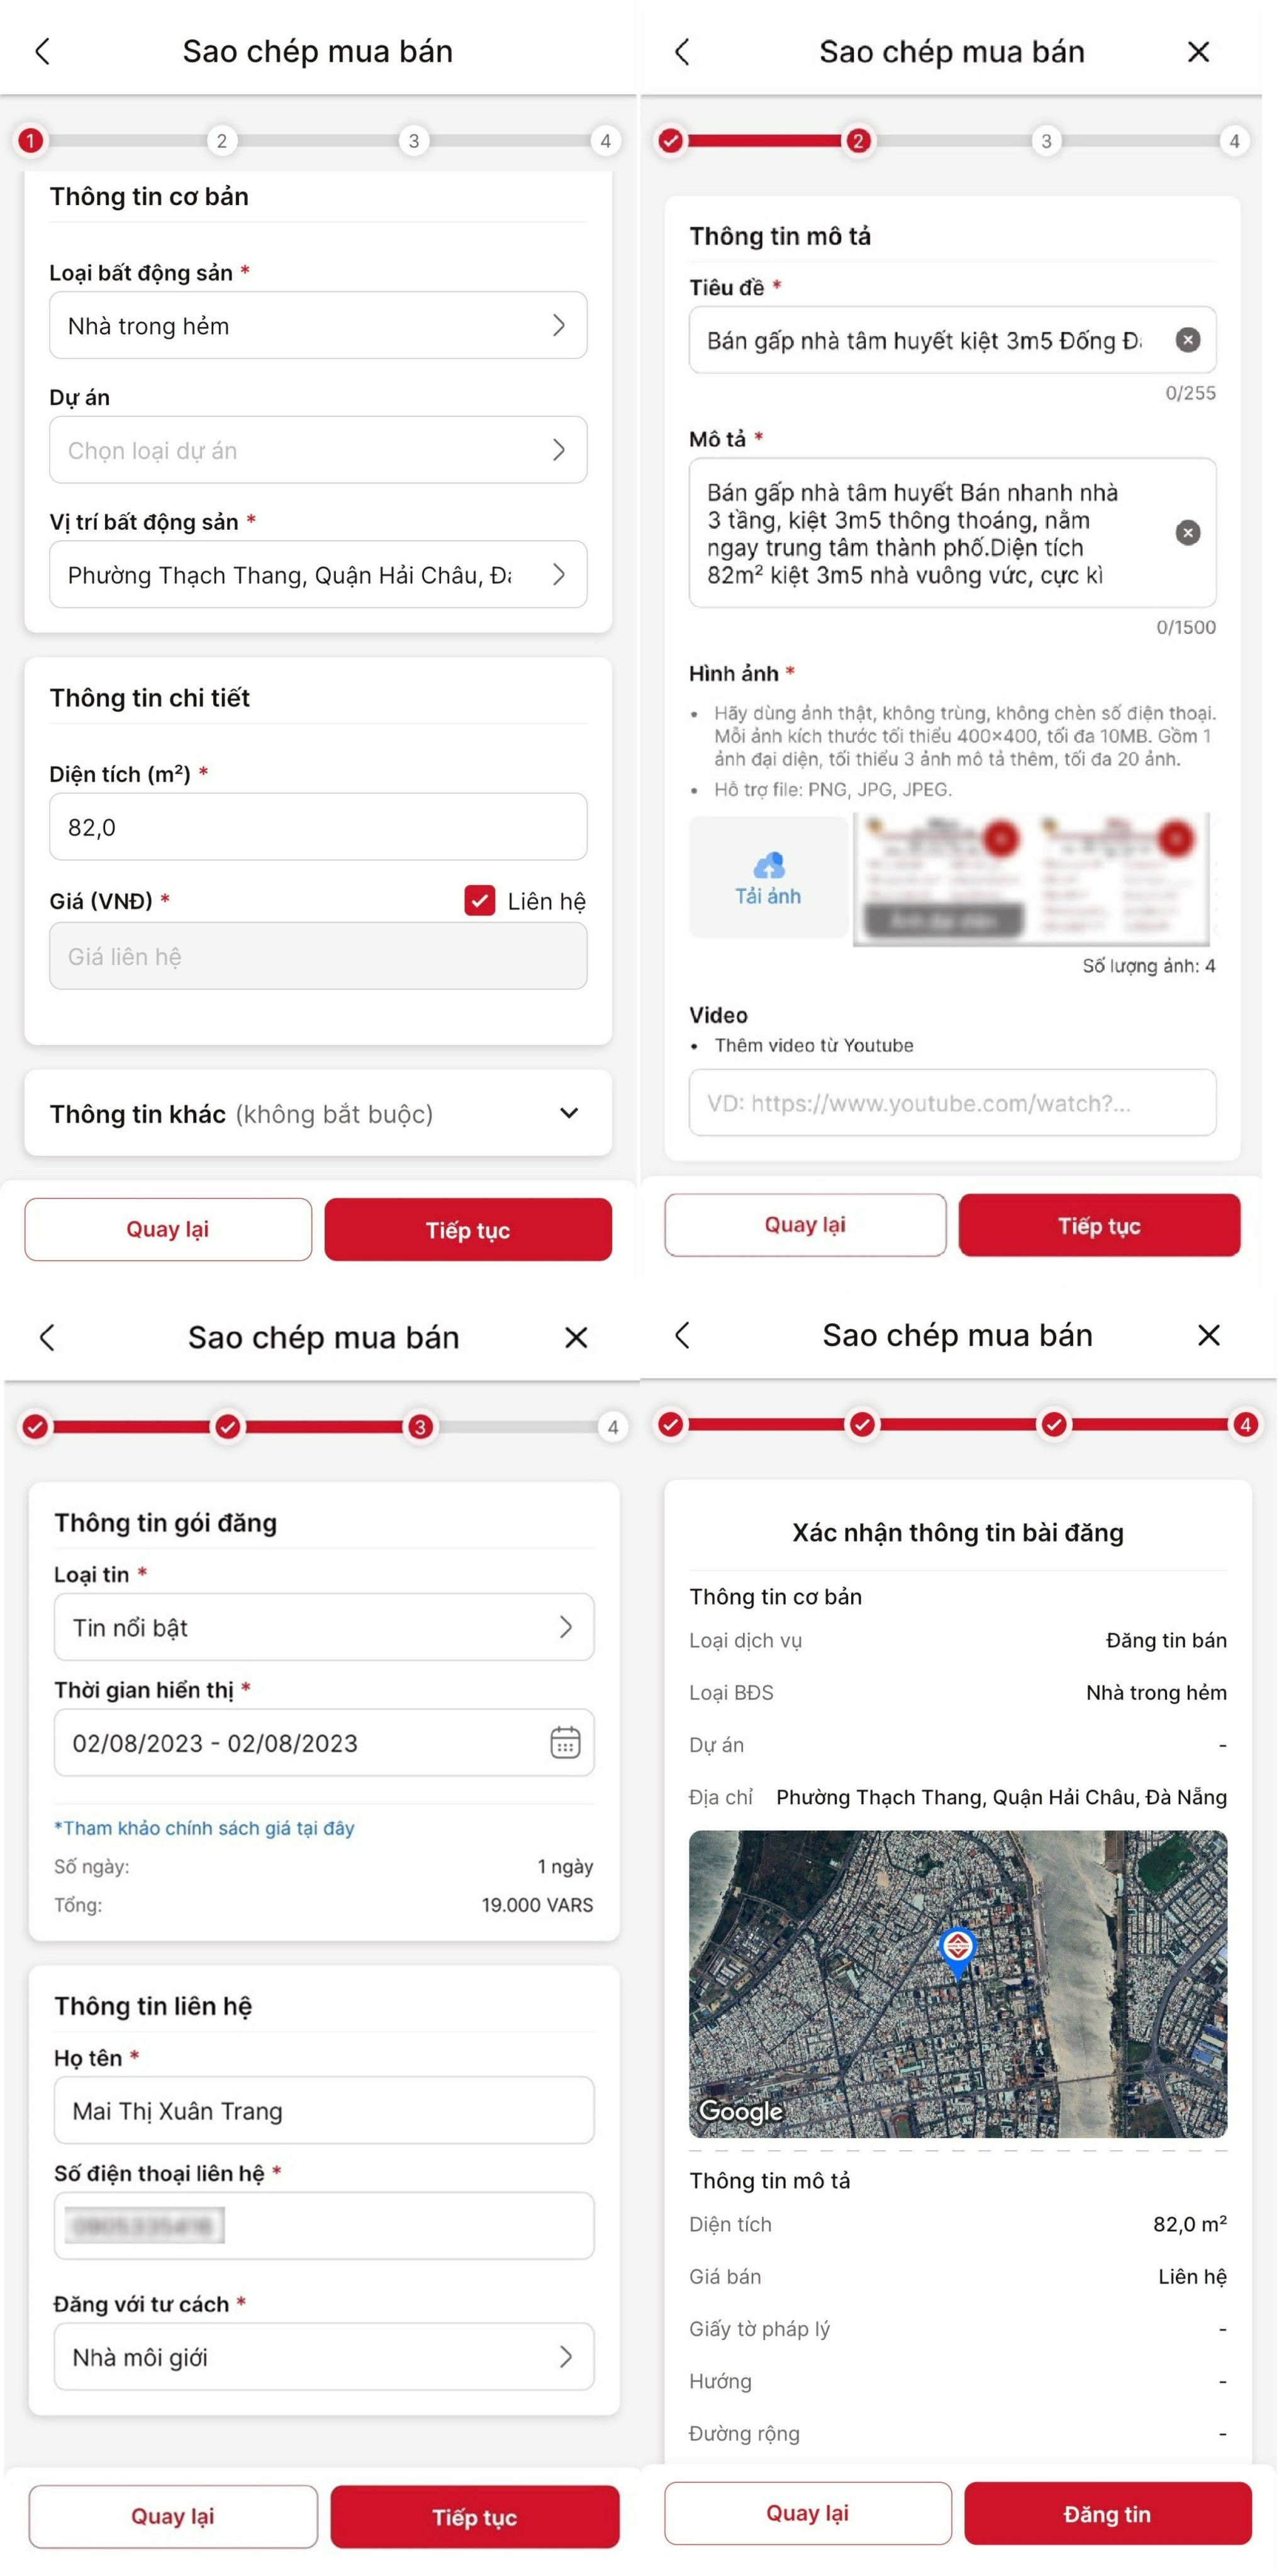 Sao chép mua bán
1 2 3 4
Thông tin cơ bản
Loại bất động sản *
Nhà trong hẻm
Dự án
Chọn loại dự án
Vị trí bất động sản *
Phường Thạch Thang, Quận Hải Châu,
Thông tin chi tiết
Diện tích (m²) *
82,0
Giá (VNĐ) *
Liên hệ
Giá liên hệ
Thông tin khác (không bắt buộc)
Quay lại
Tiếp tục
Sao chép mua bán
2 3 4
Thông tin mô tả
Tiêu đề *
Bán gấp nhà tâm huyết kiệt 3m5 Đống
0/255
Mô tả *
Bán gấp nhà tâm huyết Bán nhanh nhà
3 tầng, kiệt 3m5 thông thoáng, nằm
ngay trung tâm thành phố.Diện tích
82m² kiệt 3m5 nhà vuông vức, cực kì
0/1500
Hình ảnh *
• Hãy dùng ảnh thật, không trùng, không chèn số điện thoại.
Mỗi ảnh kích thước tối thiểu 400x400, tối đa 10MB. Gồm 1
ảnh đại diện, tối thiểu 3 ảnh mô tả thêm, tối đa 20 ảnh.
• Hỗ trợ file: PNG, JPG, JPEG.
Tải ảnh
Số lượng ảnh: 4
Video
• Thêm video từ Youtube
VD: https://www.youtube.com/watch?...
Quay lại
Tiếp tục
Sao chép mua bán
3 4
Thông tin gói đăng
Loại tin *
Tin nổi bật
Thời gian hiển thị *
02/08/2023 - 02/08/2023
*Tham khảo chính sách giá tại đây
Số ngày: 1 ngày
Tổng: 19.000 VARS
Thông tin liên hệ
Họ tên *
Mai Thị Xuân Trang
Số điện thoại liên hệ *
Đăng với tư cách *
Nhà môi giới
Quay lại
Tiếp tục
Sao chép mua bán
4
Xác nhận thông tin bài đăng
Thông tin cơ bản
Loại dịch vụ Đăng tin bán
Loại BĐS Nhà trong hẻm
Dự án -
Địa chỉ Phường Thạch Thang, Quận Hải Châu, Đà Nẵng
Google
Thông tin mô tả
Diện tích 82,0 m²
Giá bán Liên hệ
Giấy tờ pháp lý -
Hướng -
Đường rộng -
Quay lại
Đăng tin